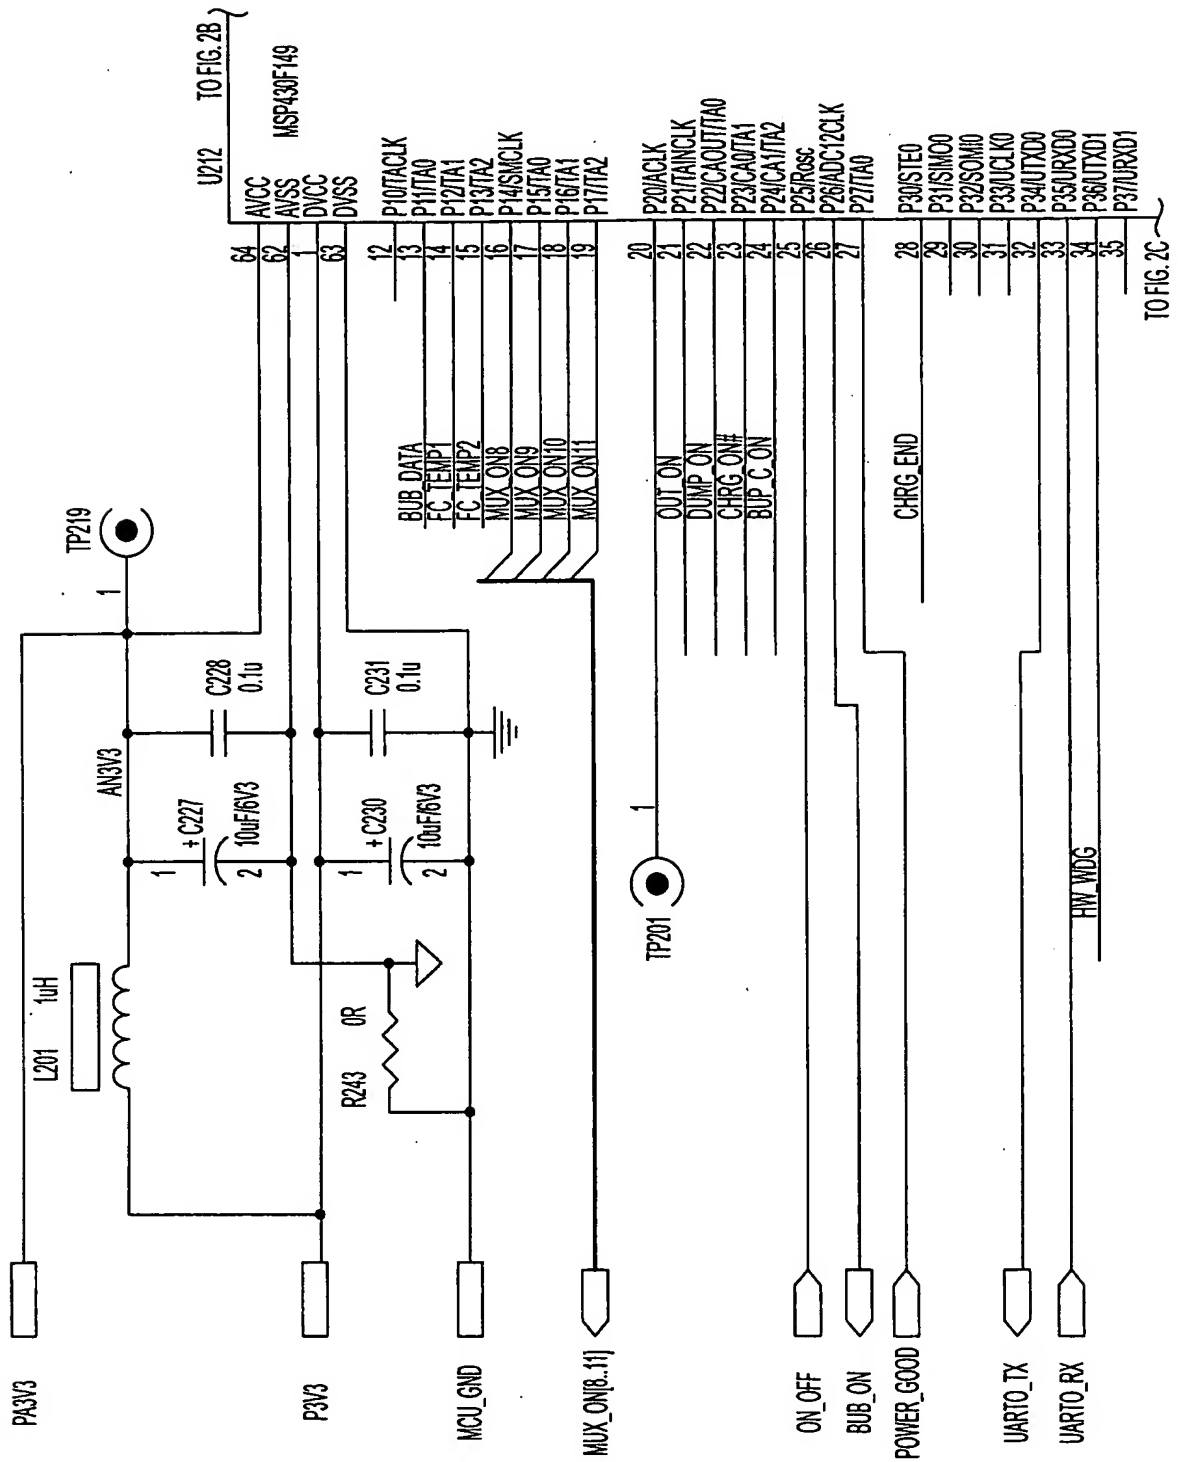 PA3V3
P3V3
MCU_GND
MUX_ON[8..11]
ON_OFF
BUB_ON
POWER_GOOD
UARTO_TX
UARTO_RX
L201 1uH
AN3V3
1
TP219
+ C227
1
2
10uF/6V3
C228
0.1u
+ C230
1
2
10uF/6V3
C231
0.1u
R243 0R
TP201
1
BUB_DATA
FC_TEMP1
FC_TEMP2
MUX_ON8
MUX_ON9
MUX_ON10
MUX_ON11
OUT_ON
DUMP_ON
CHRG_ON#
BUP_C_ON
CHRG_END
HW_WDG
U212 TO FIG. 2B
MSP430F149
64 AVCC
62 AVSS
1 DVCC
63 DVSS
12 P10/TACLK
13 P11/TA0
14 P12/TA1
15 P13/TA2
16 P14/SMCLK
17 P15/TA0
18 P16/TA1
19 P17/TA2
20 P20/ACLK
21 P21/TAINCLK
22 P22/CAOUT/TA0
23 P23/CA0/TA1
24 P24/CA1/TA2
25 P25/Rosc
26 P26/ADC12CLK
27 P27/TA0
28 P30/STE0
29 P31/SIMO0
30 P32/SOMI0
31 P33/UCLK0
32 P34/UTXD0
33 P35/URXD0
34 P36/UTXD1
35 P37/URXD1
TO FIG. 2C